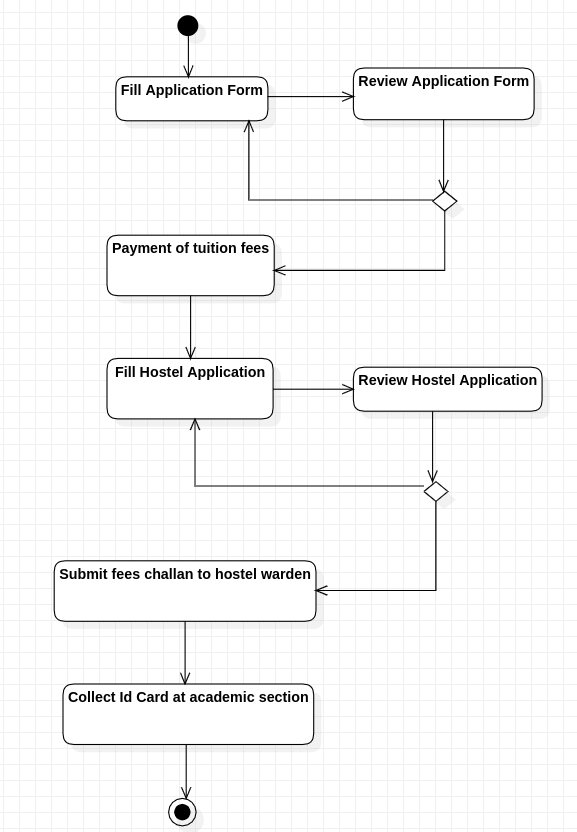 Fill Application Form
Review Application Form
Payment of tuition fees
Fill Hostel Application
Review Hostel Application
Submit fees challan to hostel warden
Collect Id Card at academic section